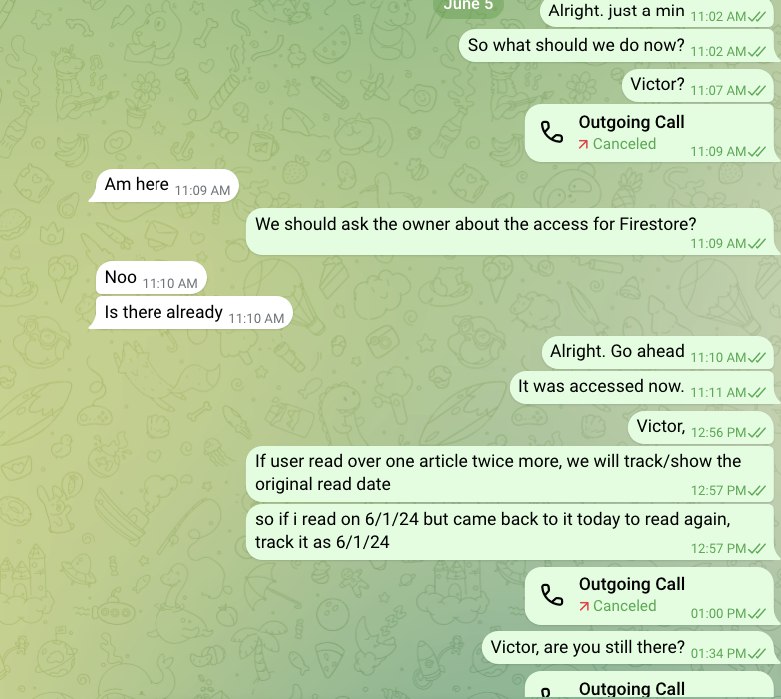 June 5
Alright. just a min 11:02 AM
So what should we do now? 11:02 AM
Victor? 11:07 AM
Outgoing Call
Canceled 11:09 AM
Am here 11:09 AM
We should ask the owner about the access for Firestore?
11:09 AM
Noo 11:10 AM
Is there already 11:10 AM
Alright. Go ahead 11:10 AM
It was accessed now. 11:11 AM
Victor, 12:56 PM
If user read over one article twice more, we will track/show the
original read date 12:57 PM
so if i read on 6/1/24 but came back to it today to read again,
track it as 6/1/24 12:57 PM
Outgoing Call
Canceled 01:00 PM
Victor, are you still there? 01:34 PM
Outgoing Call